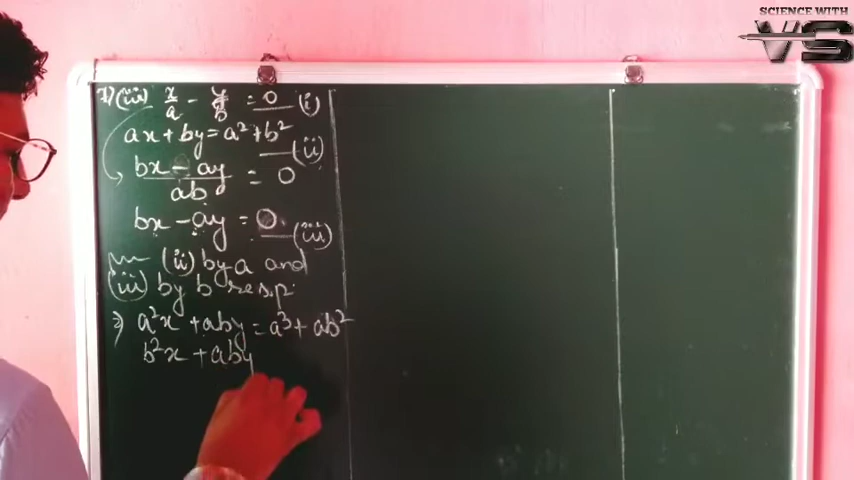 SCIENCE WITH
VS
7) (iii) x/a - y/b = 0 (i)
ax + by = a² + b² (ii)
bx - ay / ab = 0
bx - ay = 0 (iii)
(ii) by a and
(iii) by b resp.
a²x + aby = a³ + ab²
b²x + aby